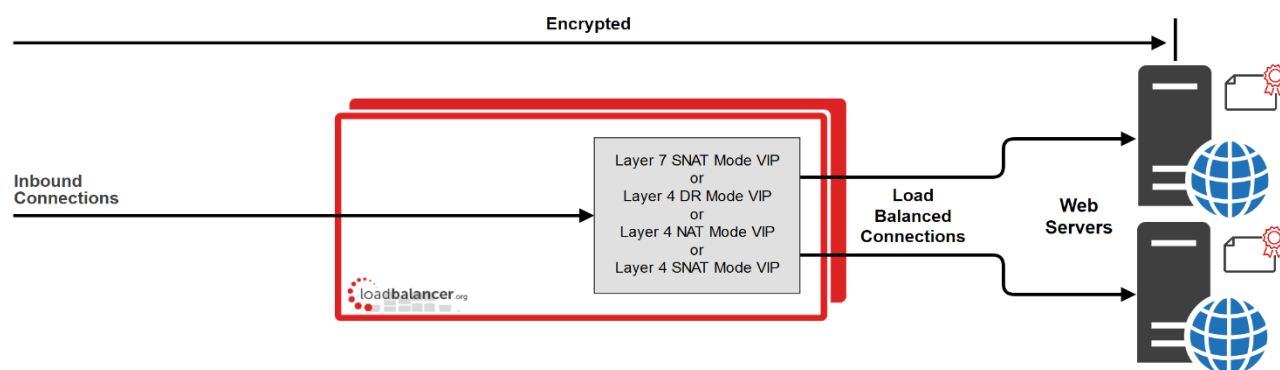 Encrypted
Inbound
Connections
Layer 7 SNAT Mode VIP
or
Layer 4 DR Mode VIP
or
Layer 4 NAT Mode VIP
or
Layer 4 SNAT Mode VIP
loadbalancer.org
Load
Balanced
Connections
Web
Servers